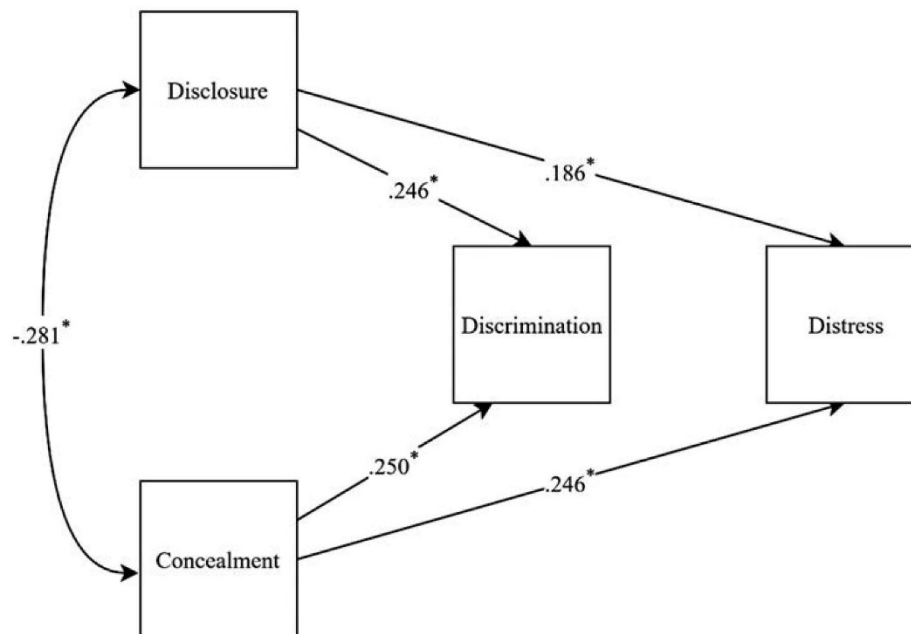 Disclosure
.186*
.246*
Discrimination
Distress
-.281*
.250*
.246*
Concealment